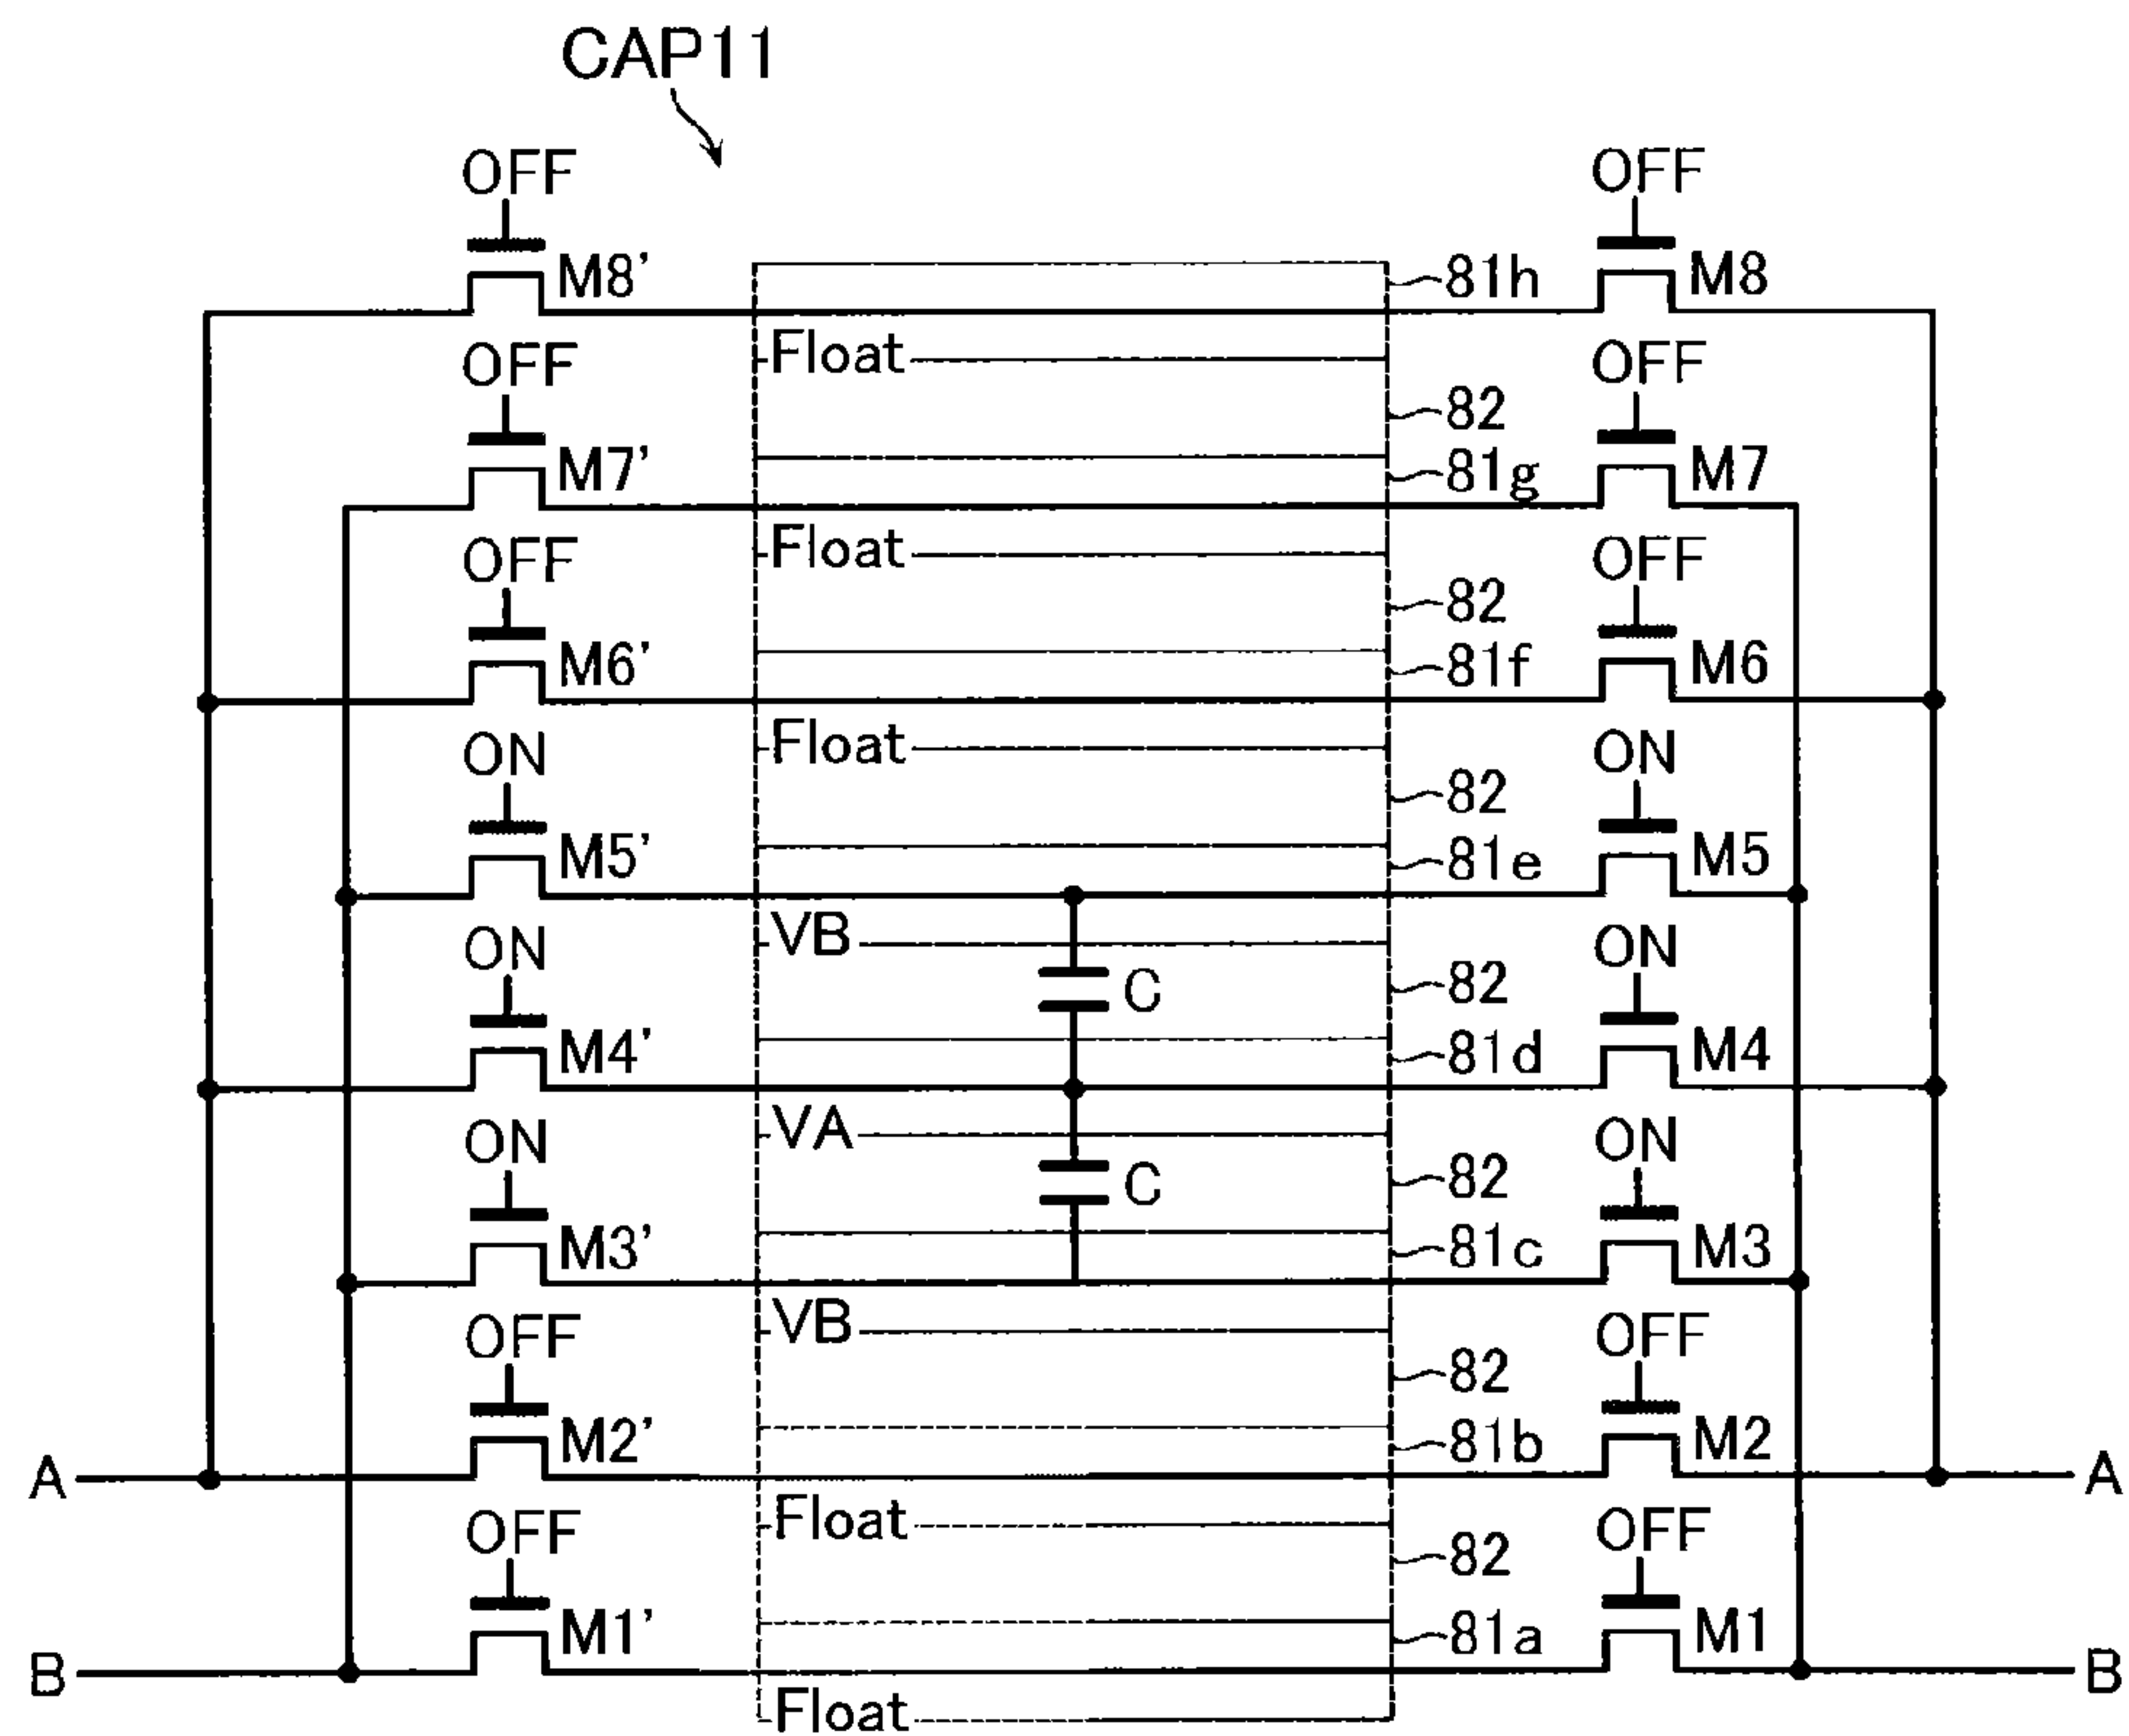 CAP11
OFF
OFF
M8'
81h
M8
Float
OFF
OFF
82
M7'
81g
M7
Float
OFF
OFF
82
M6'
81f
M6
Float
ON
ON
82
M5'
81e
M5
VB
ON
ON
C
82
M4'
81d
M4
VA
ON
ON
C
82
M3'
81c
M3
VB
OFF
OFF
82
M2'
81b
M2
A
A
Float
OFF
OFF
82
M1'
81a
M1
B
B
Float